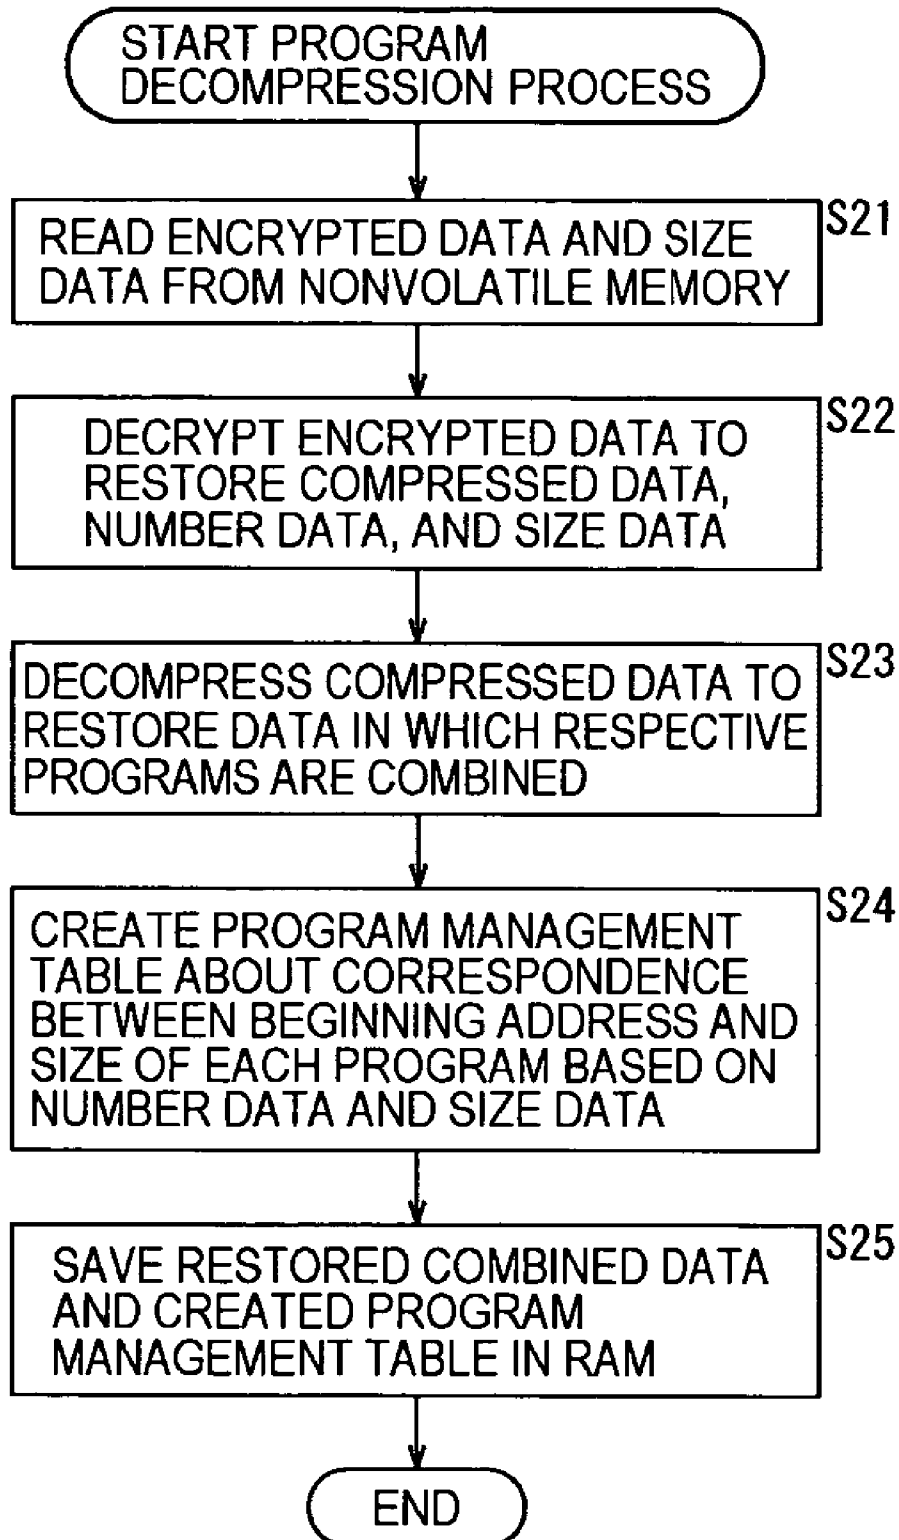 START PROGRAM
DECOMPRESSION PROCESS
S21
READ ENCRYPTED DATA AND SIZE
DATA FROM NONVOLATILE MEMORY
S22
DECRYPT ENCRYPTED DATA TO
RESTORE COMPRESSED DATA,
NUMBER DATA, AND SIZE DATA
S23
DECOMPRESS COMPRESSED DATA TO
RESTORE DATA IN WHICH RESPECTIVE
PROGRAMS ARE COMBINED
S24
CREATE PROGRAM MANAGEMENT
TABLE ABOUT CORRESPONDENCE
BETWEEN BEGINNING ADDRESS AND
SIZE OF EACH PROGRAM BASED ON
NUMBER DATA AND SIZE DATA
S25
SAVE RESTORED COMBINED DATA
AND CREATED PROGRAM
MANAGEMENT TABLE IN RAM
END